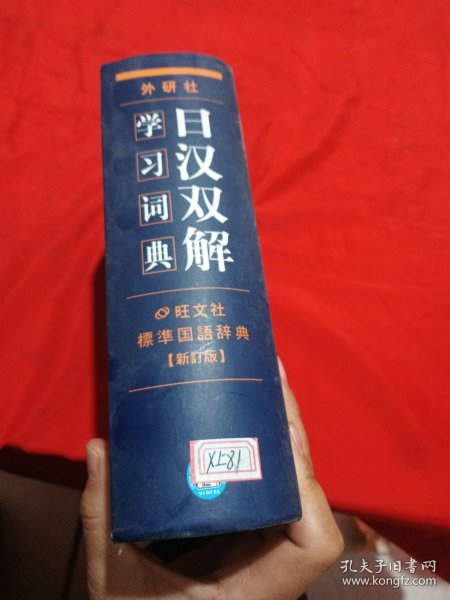 外研社
日汉双解
学习词典
旺文社
標準国語辞典
【新訂版】
XL81
孔夫子旧书网
www.kongfz.com